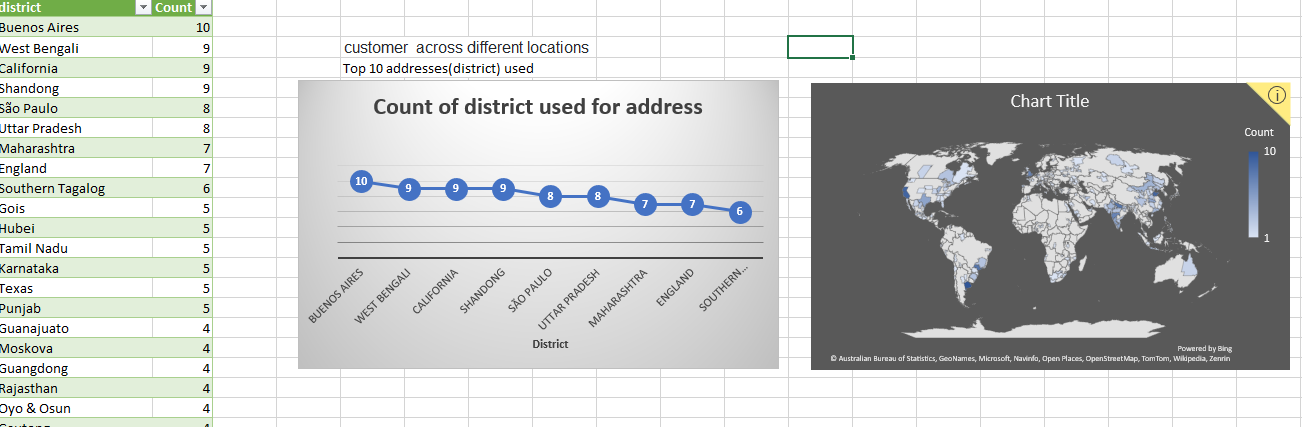 district Count
Buenos Aires 10
West Bengali 9
California 9
Shandong 9
São Paulo 8
Uttar Pradesh 8
Maharashtra 7
England 7
Southern Tagalog 6
Gois 5
Hubei 5
Tamil Nadu 5
Karnataka 5
Texas 5
Punjab 5
Guanajuato 4
Moskova 4
Guangdong 4
Rajasthan 4
Oyo & Osun 4
customer across different locations
Top 10 addresses(district) used
Count of district used for address
10 9 9 9 8 8 7 7 6
BUENOS AIRES
WEST BENGALI
CALIFORNIA
SHANDONG
SÃO PAULO
UTTAR PRADESH
MAHARASHTRA
ENGLAND
SOUTHERN...
District
Chart Title
Count
10
1
Powered by Bing
© Australian Bureau of Statistics, GeoNames, Microsoft, Navinfo, Open Places, OpenStreetMap, TomTom, Wikipedia, Zenrin